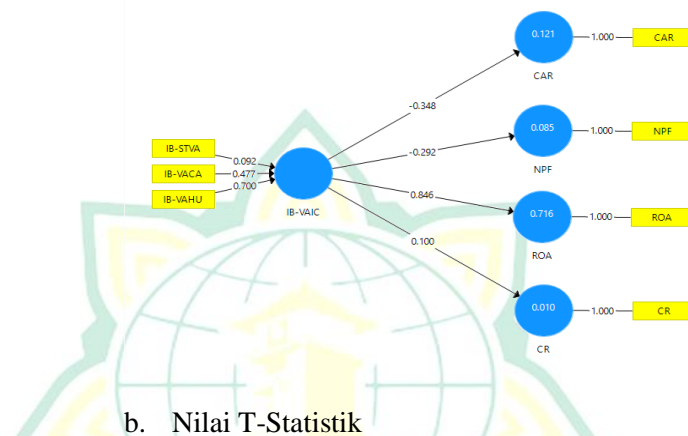 0.121
1.000
CAR
CAR
-0.348
0.085
1.000
NPF
NPF
-0.292
IB-STVA
0.092
IB-VACA
0.477
IB-VAHU
0.700
IB-VAIC
0.846
0.716
1.000
ROA
ROA
0.100
0.010
1.000
CR
CR
b. Nilai T-Statistik